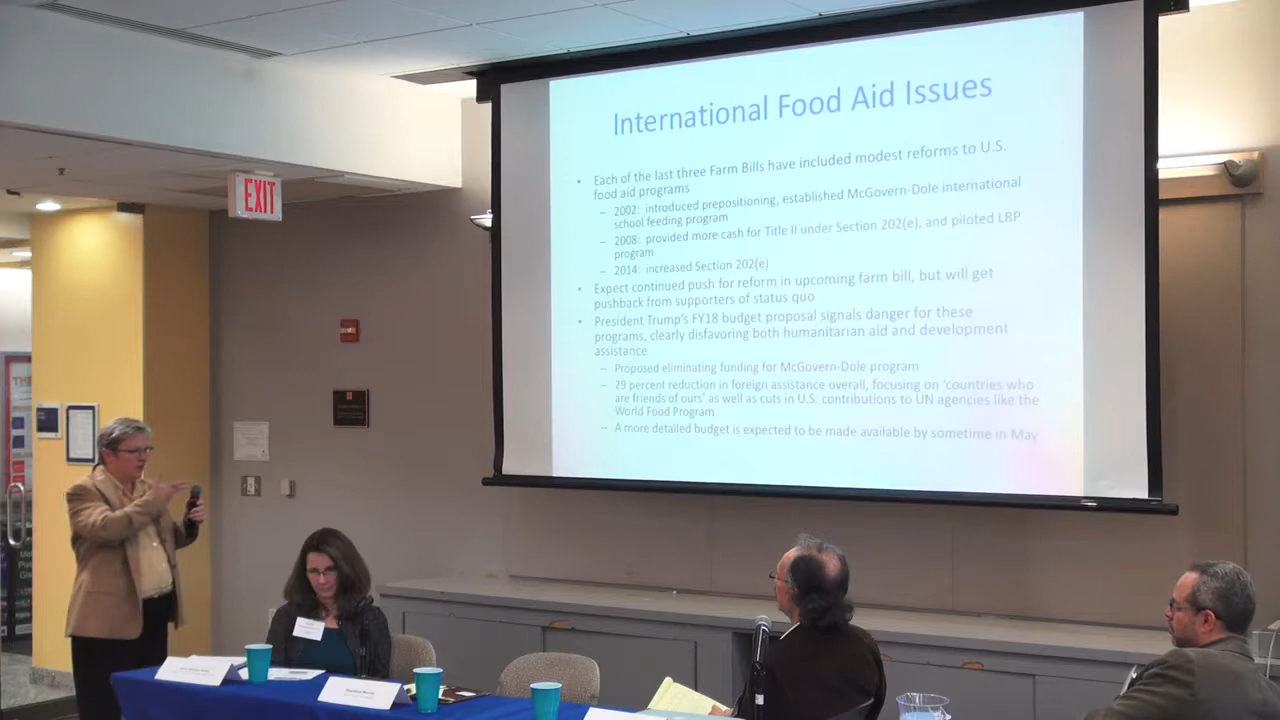 International Food Aid Issues
• Each of the last three Farm Bills have included modest reforms to U.S.
food aid programs
– 2002: introduced prepositioning, established McGovern-Dole international
school feeding program
– 2008: provided more cash for Title II under Section 202(e), and piloted LRP
program
– 2014: increased Section 202(e)
• Expect continued push for reform in upcoming farm bill, but will get
pushback from supporters of status quo
• President Trump's FY18 budget proposal signals danger for these
programs, clearly disfavoring both humanitarian aid and development
assistance
– Proposed eliminating funding for McGovern-Dole program
– 29 percent reduction in foreign assistance overall, focusing on 'countries who
are friends of ours' as well as cuts in U.S. contributions to UN agencies like the
World Food Program
– A more detailed budget is expected to be made available by sometime in May
EXIT